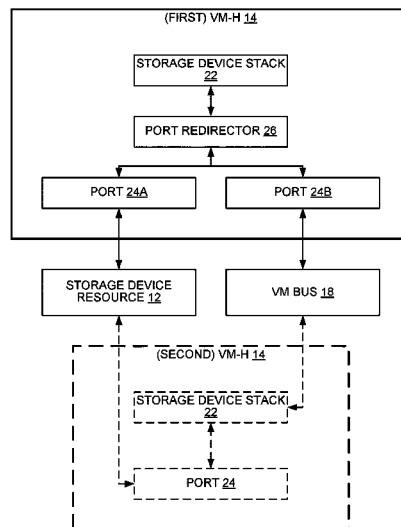 (FIRST) VM-H 14
STORAGE DEVICE STACK
22
PORT REDIRECTOR 26
PORT 24A
PORT 24B
STORAGE DEVICE
RESOURCE 12
VM BUS 18
(SECOND) VM-H 14
STORAGE DEVICE STACK
22
PORT 24